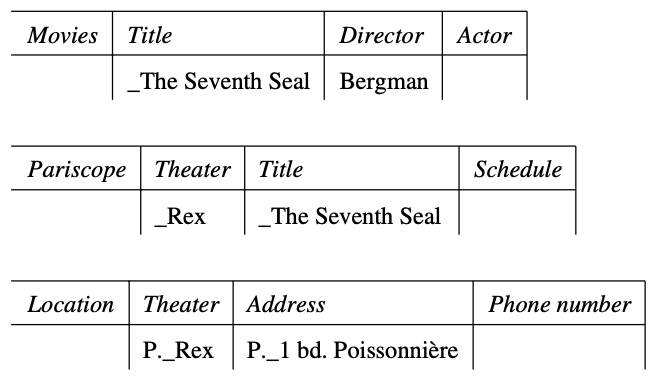 Movies Title Director Actor
_The Seventh Seal Bergman
Pariscope Theater Title Schedule
_Rex _The Seventh Seal
Location Theater Address Phone number
P._Rex P._1 bd. Poissonnière